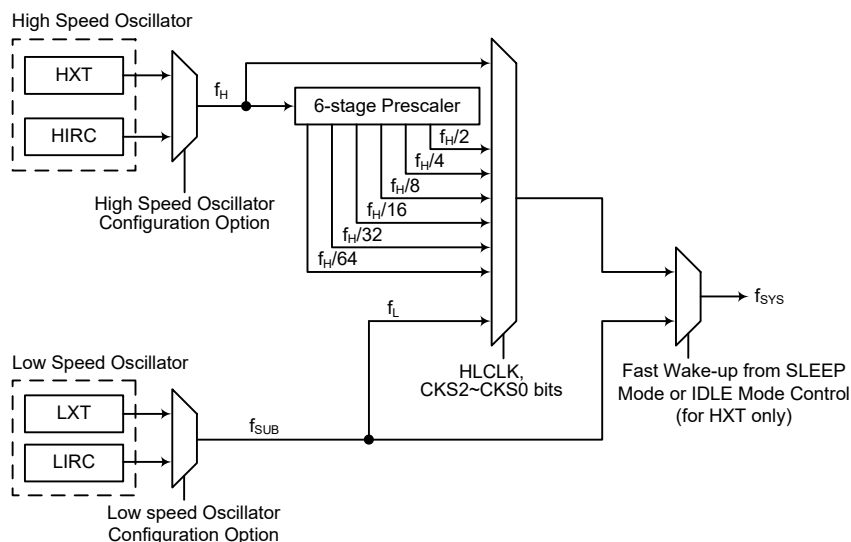 High Speed Oscillator
HXT
HIRC
High Speed Oscillator
Configuration Option
fH
6-stage Prescaler
fH/2
fH/4
fH/8
fH/16
fH/32
fH/64
fL
HLCLK,
CKS2~CKS0 bits
fSYS
Fast Wake-up from SLEEP
Mode or IDLE Mode Control
(for HXT only)
Low Speed Oscillator
LXT
LIRC
fSUB
Low speed Oscillator
Configuration Option